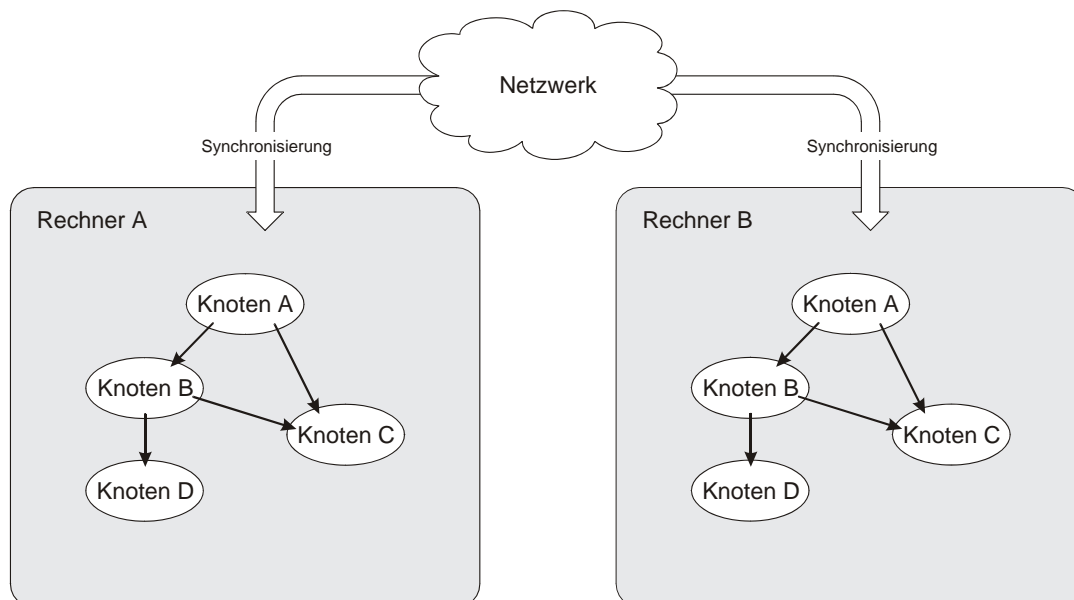 Netzwerk
Synchronisierung
Synchronisierung
Rechner A
Rechner B
Knoten A
Knoten B
Knoten C
Knoten D
Knoten A
Knoten B
Knoten C
Knoten D